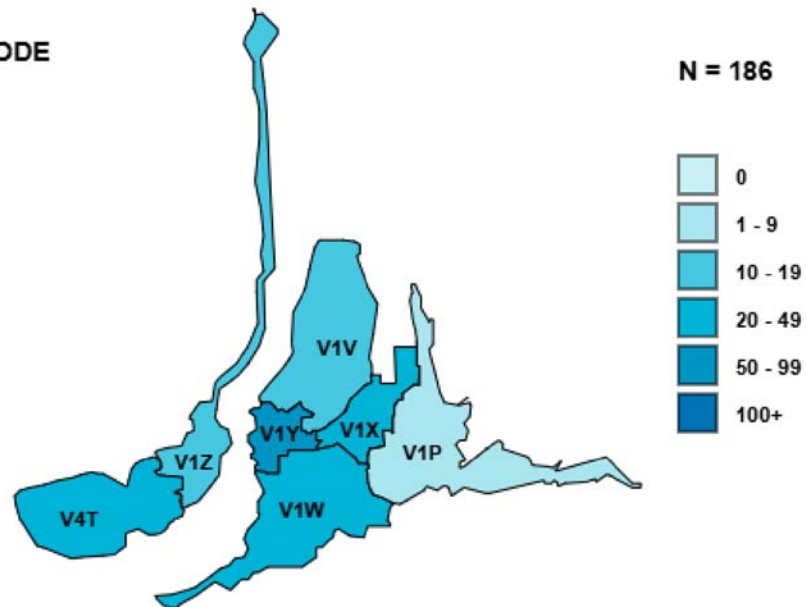 ODE
N = 186
0
1 - 9
10 - 19
20 - 49
50 - 99
100+
V1V
V1Y
V1X
V1P
V1Z
V4T
V1W